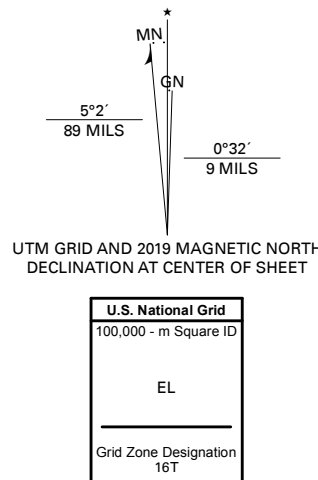 ★
MN
GN
5°2´
89 MILS
0°32´
9 MILS
UTM GRID AND 2019 MAGNETIC NORTH
DECLINATION AT CENTER OF SHEET
U.S. National Grid
100,000 - m Square ID
EL
Grid Zone Designation
16T